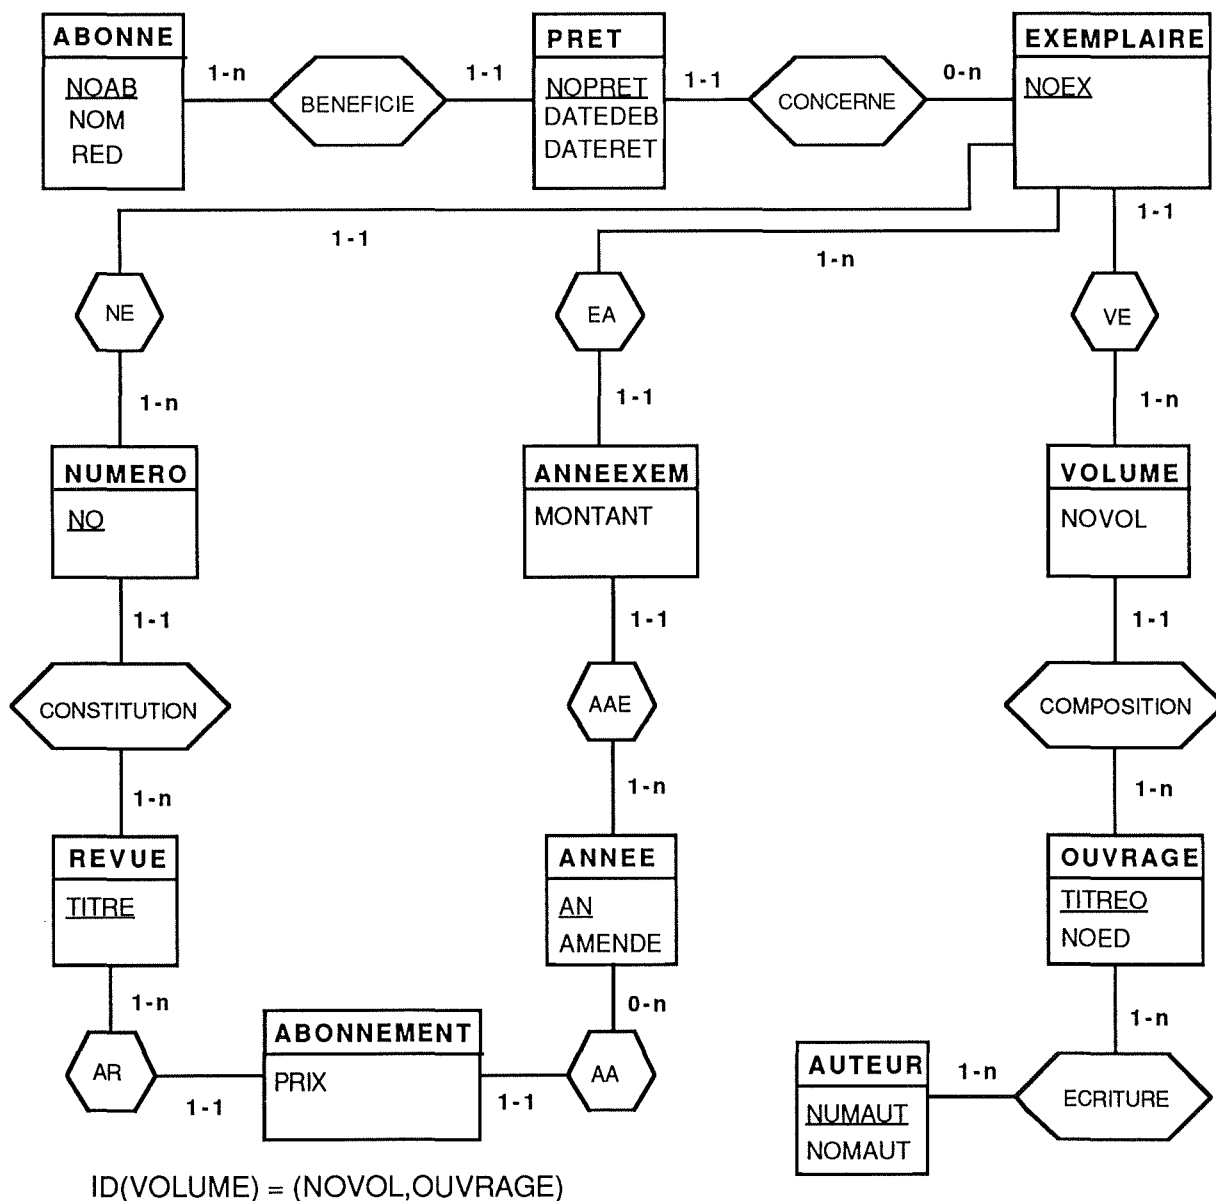 ABONNE
NOAB
NOM
RED
1-n
BENEFICIE
1-1
PRET
NOPRET
DATEDEB
DATERET
1-1
CONCERNE
0-n
EXEMPLAIRE
NOEX
1-1
1-n
1-1
NE
EA
VE
1-n
1-1
1-n
NUMERO
NO
ANNEEXEM
MONTANT
VOLUME
NOVOL
1-1
1-1
1-1
CONSTITUTION
AAE
COMPOSITION
1-n
1-n
1-n
REVUE
TITRE
ANNEE
AN
AMENDE
OUVRAGE
TITREO
NOED
1-n
0-n
1-n
AR
1-1
ABONNEMENT
PRIX
1-1
AA
AUTEUR
NUMAUT
NOMAUT
1-n
ECRITURE
ID(VOLUME) = (NOVOL,OUVRAGE)